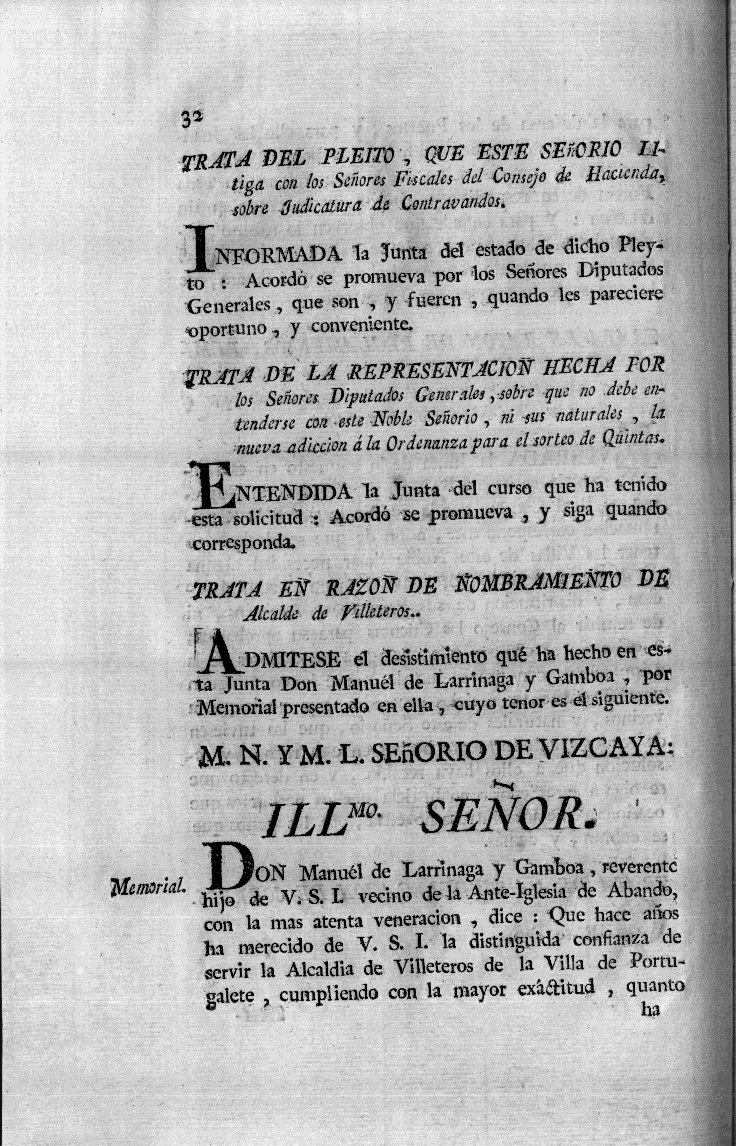 32
TRATA DEL PLEITO, QUE ESTE SEñORIO LI-
tiga con los Señores Fiscales del Consejo de Hacienda,
sobre Judicatura de Contravandos.
INFORMADA la Junta del estado de dicho Pley-
to : Acordó se promueva por los Señores Diputados
Generales, que son, y fueren, quando les pareciere
oportuno, y conveniente.
TRATA DE LA REPRESENTACION HECHA POR
los Señores Diputados Generales, sobre que no debe en-
tenderse con este Noble Señorio, ni sus naturales, la
nueva adiccion á la Ordenanza para el sorteo de Quintas.
ENTENDIDA la Junta del curso que ha tenido
esta solicitud : Acordó se promueva, y siga quando
corresponda.
TRATA EN RAZON DE NOMBRAMIENTO DE
Alcalde de Villeteros..
ADMITESE el desistimiento qué ha hecho en es-
ta Junta Don Manuél de Larrinaga y Gamboa, por
Memorial presentado en ella, cuyo tenor es el siguiente.
M. N. Y M. L. SEñORIO DE VIZCAYA:
ILLMO. SEÑOR.
Memorial.
DON Manuél de Larrinaga y Gamboa, reverente
hijo de V. S. I. vecino de la Ante-Iglesia de Abando,
con la mas atenta veneracion, dice : Que hace años
ha merecido de V. S. I. la distinguida confianza de
servir la Alcaldia de Villeteros de la Villa de Portu-
galete, cumpliendo con la mayor exáctitud, quanto
ha